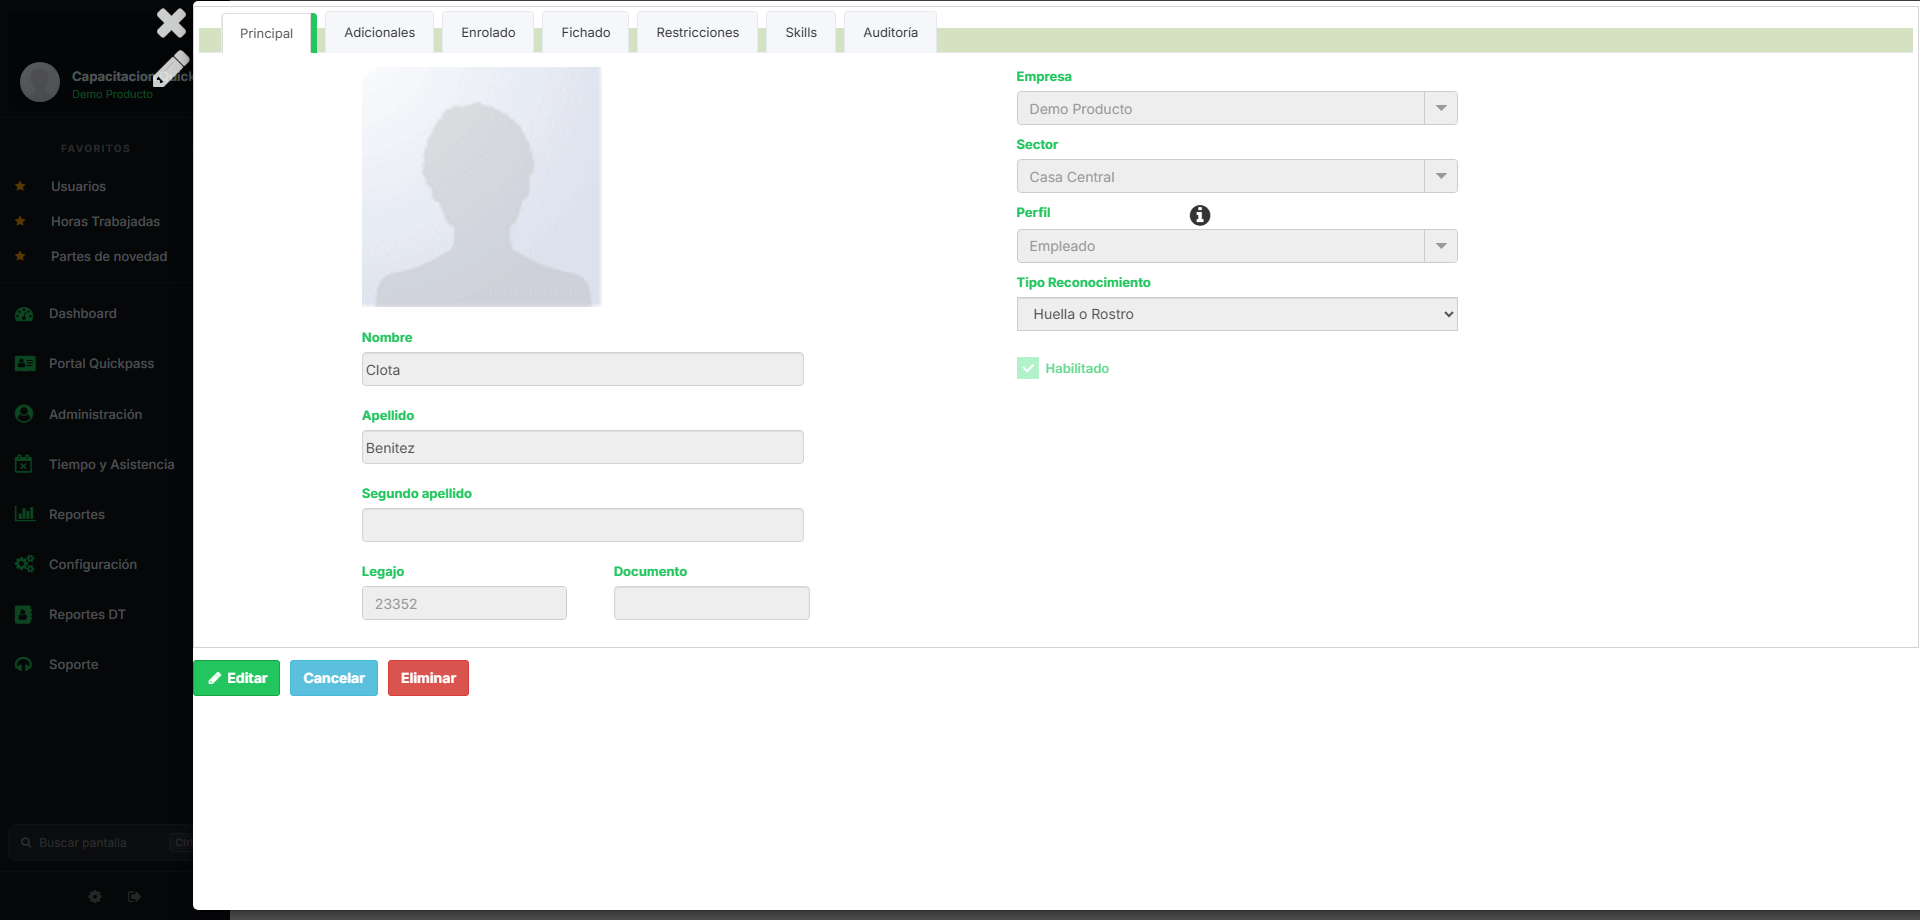 Principal
Adicionales
Enrolado
Fichado
Restricciones
Skills
Auditoría
Demo Producto
FAVORITOS
Usuarios
Horas Trabajadas
Partes de novedad
Dashboard
Portal Quickpass
Administración
Tiempo y Asistencia
Reportes
Configuración
Reportes DT
Soporte
Buscar pantalla
Nombre
Clota
Apellido
Benitez
Segundo apellido
Legajo
Documento
23352
Empresa
Demo Producto
Sector
Casa Central
Perfil
Empleado
Tipo Reconocimiento
Huella o Rostro
Habilitado
Editar
Cancelar
Eliminar